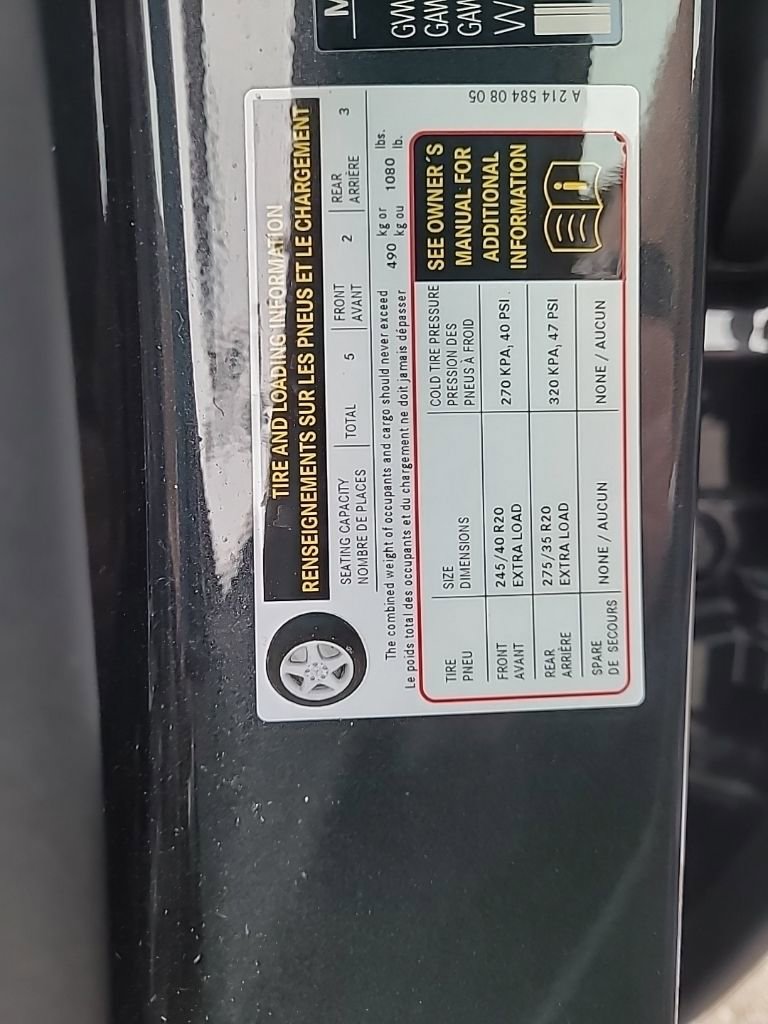 M
GVW
GAW
GAW
W
TIRE AND LOADING INFORMATION
RENSEIGNEMENTS SUR LES PNEUS ET LE CHARGEMENT
SEATING CAPACITY TOTAL 5 FRONT 2 REAR 3
NOMBRE DE PLACES AVANT ARRIÈRE
The combined weight of occupants and cargo should never exceed 490 kg or 1080 lbs.
Le poids total des occupants et du chargement ne doit jamais dépasser kg ou lb.
TIRE SIZE COLD TIRE PRESSURE
PNEU DIMENSIONS PRESSION DES
PNEUS À FROID
FRONT 245/40 R20 270 KPA, 40 PSI
AVANT EXTRA LOAD
REAR 275/35 R20 320 KPA, 47 PSI
ARRIÈRE EXTRA LOAD
SPARE NONE / AUCUN NONE / AUCUN
DE SECOURS
SEE OWNER´S
MANUAL FOR
ADDITIONAL
INFORMATION
i
A 214 584 08 05